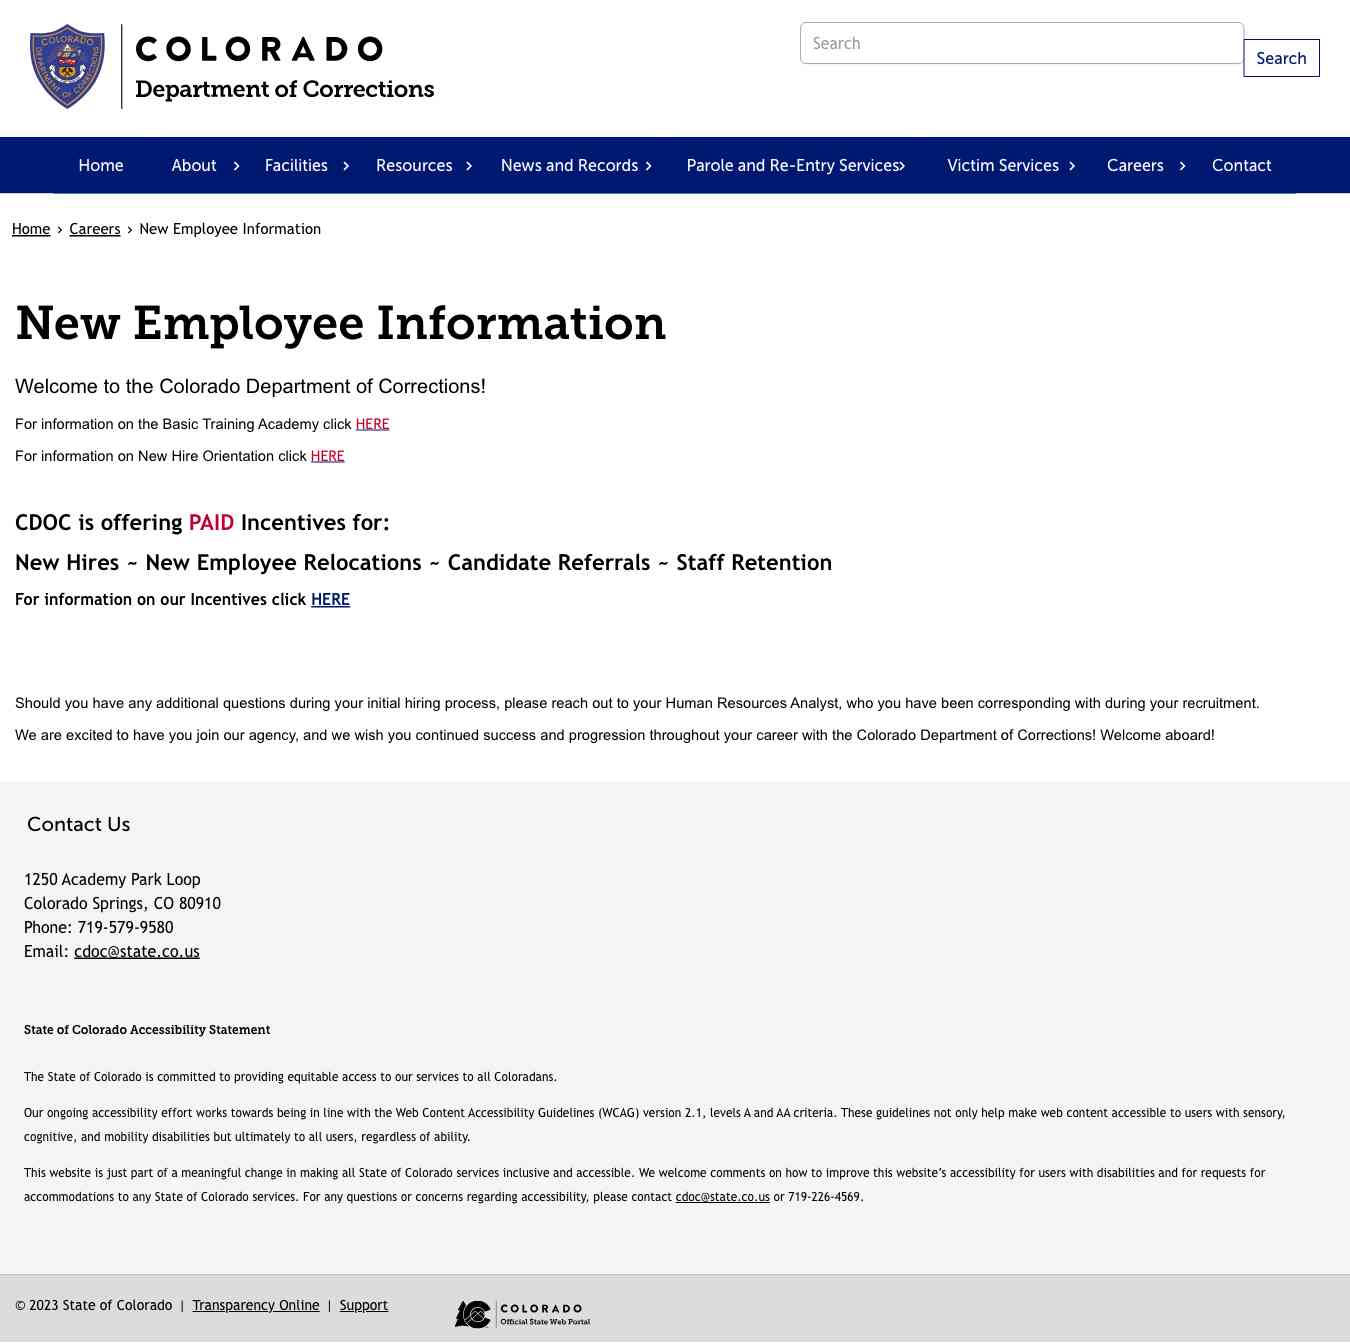 COLORADO
Department of Corrections
Search
Search
Home About Facilities Resources News and Records Parole and Re-Entry Services Victim Services Careers Contact
Home › Careers › New Employee Information
New Employee Information
Welcome to the Colorado Department of Corrections!
For information on the Basic Training Academy click HERE
For information on New Hire Orientation click HERE
CDOC is offering PAID Incentives for:
New Hires ~ New Employee Relocations ~ Candidate Referrals ~ Staff Retention
For information on our Incentives click HERE
Should you have any additional questions during your initial hiring process, please reach out to your Human Resources Analyst, who you have been corresponding with during your recruitment.
We are excited to have you join our agency, and we wish you continued success and progression throughout your career with the Colorado Department of Corrections! Welcome aboard!
Contact Us
1250 Academy Park Loop
Colorado Springs, CO 80910
Phone: 719-579-9580
Email: cdoc@state.co.us
State of Colorado Accessibility Statement
The State of Colorado is committed to providing equitable access to our services to all Coloradans.
Our ongoing accessibility effort works towards being in line with the Web Content Accessibility Guidelines (WCAG) version 2.1, levels A and AA criteria. These guidelines not only help make web content accessible to users with sensory,
cognitive, and mobility disabilities but ultimately to all users, regardless of ability.
This website is just part of a meaningful change in making all State of Colorado services inclusive and accessible. We welcome comments on how to improve this website's accessibility for users with disabilities and for requests for
accommodations to any State of Colorado services. For any questions or concerns regarding accessibility, please contact cdoc@state.co.us or 719-226-4569.
© 2023 State of Colorado | Transparency Online | Support
COLORADO
Official State Web Portal